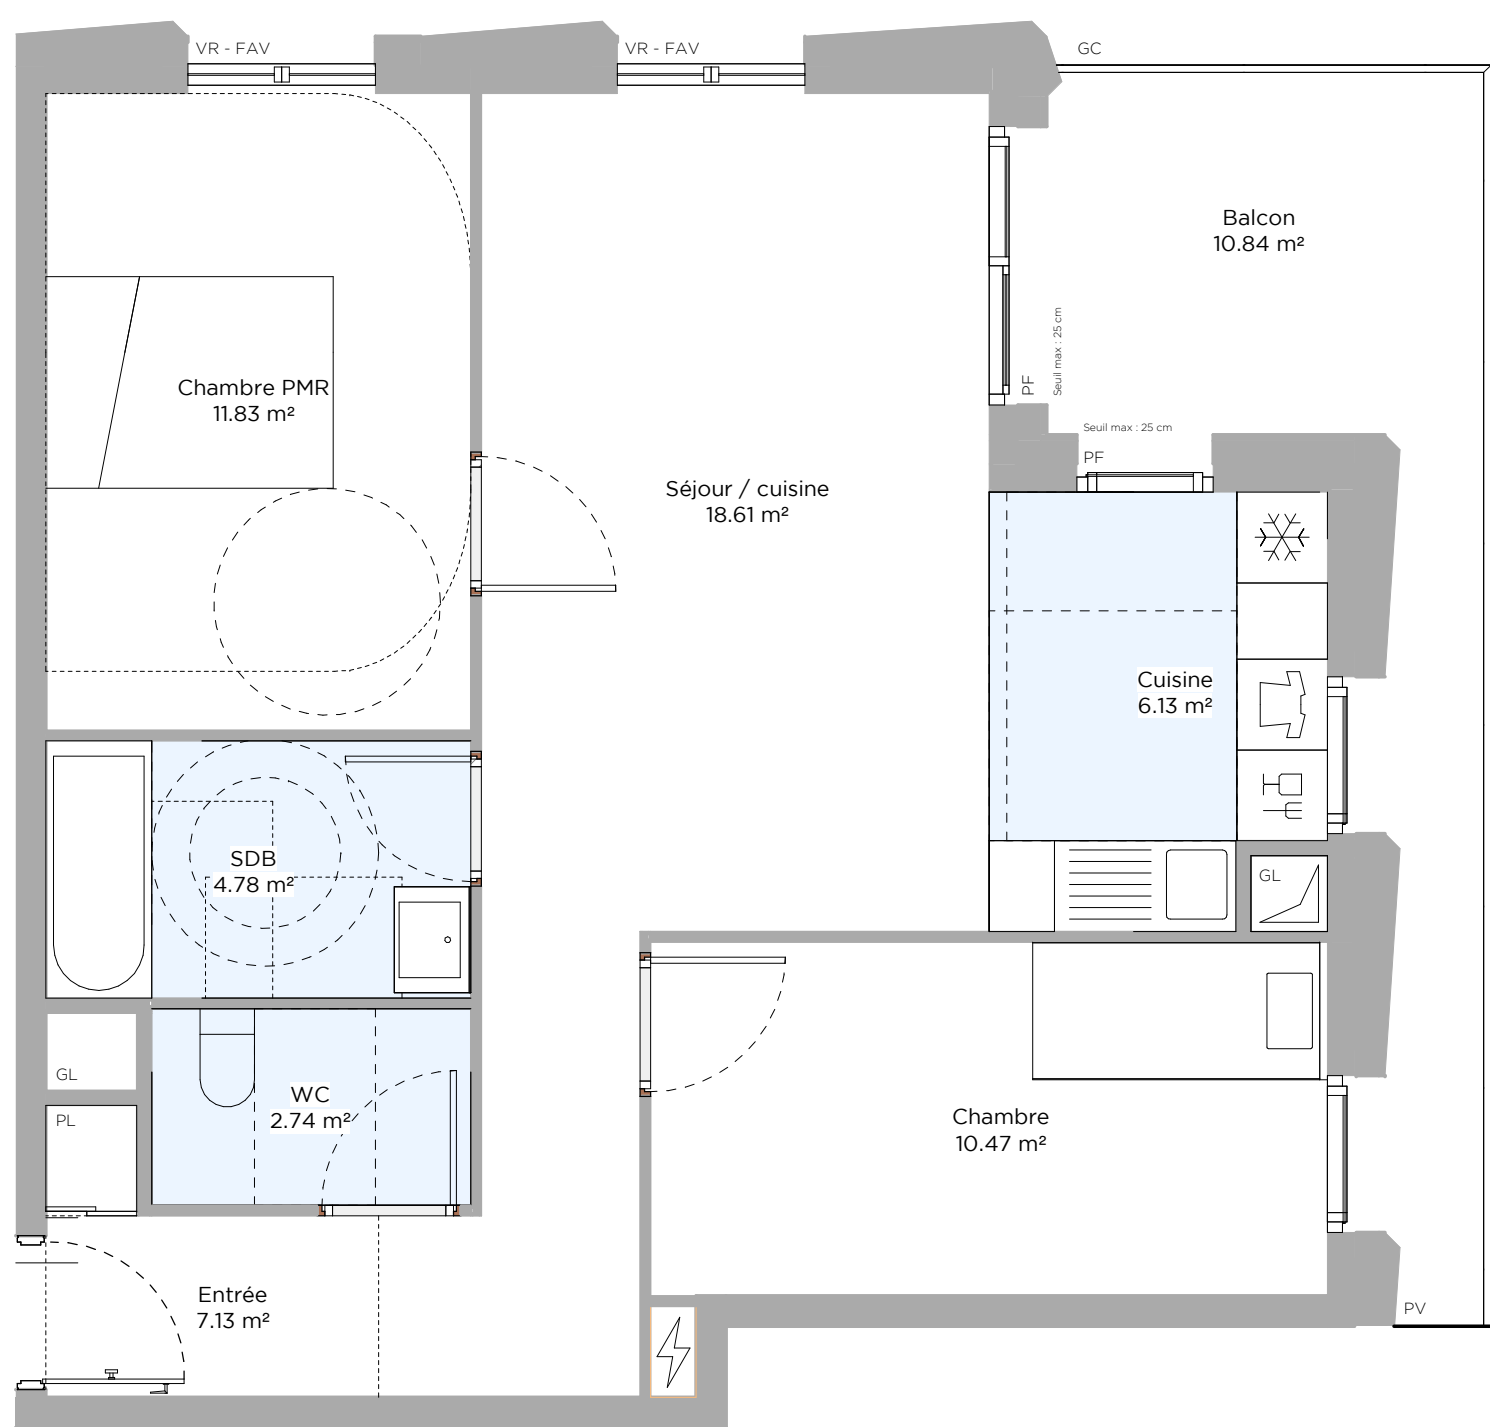 VR - FAV
VR - FAV
GC
Balcon
10.84 m²
Seuil max : 25 cm
PF
Chambre PMR
11.83 m²
Seuil max : 25 cm
PF
Séjour / cuisine
18.61 m²
Cuisine
6.13 m²
SDB
4.78 m²
GL
GL
WC
2.74 m²
PL
Chambre
10.47 m²
Entrée
7.13 m²
PV